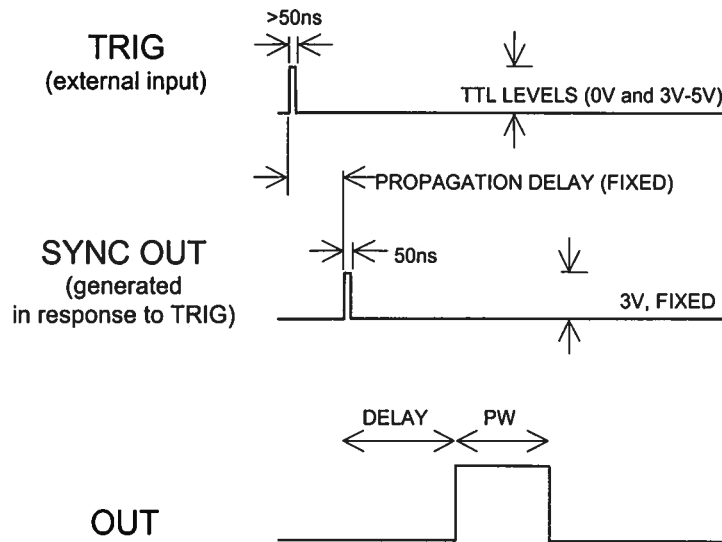 >50ns
TRIG
(external input)
TTL LEVELS (0V and 3V-5V)
PROPAGATION DELAY (FIXED)
SYNC OUT
(generated
in response to TRIG)
50ns
3V, FIXED
DELAY
PW
OUT